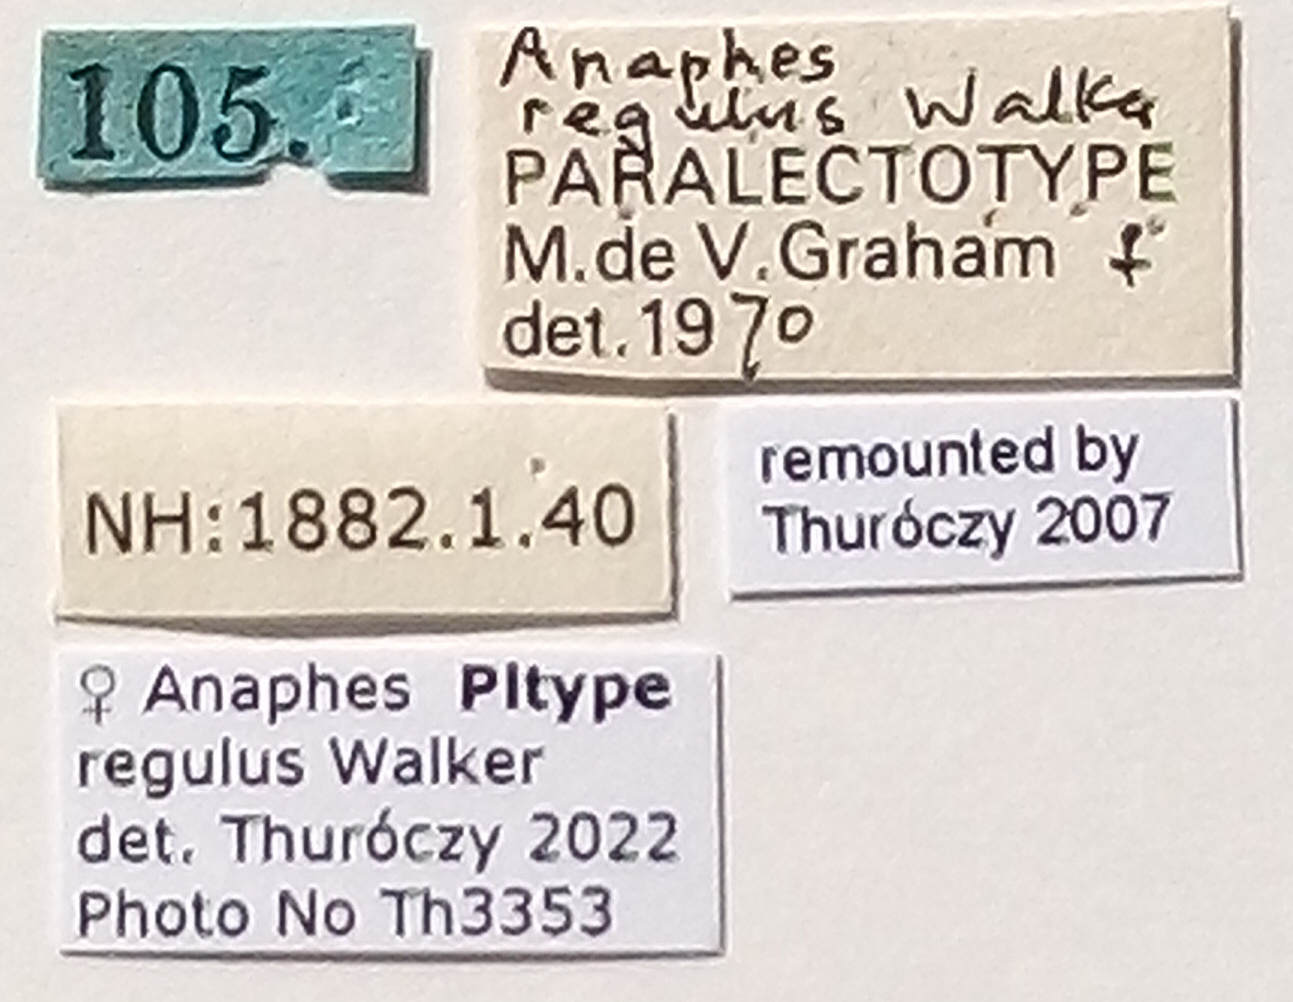 105.
Anaphes
regulus Walker
PARALECTOTYPE
M.de V.Graham f
det.1970
NH:1882.1.40
remounted by
Thuróczy 2007
♀ Anaphes Pltype
regulus Walker
det. Thuróczy 2022
Photo No Th3353